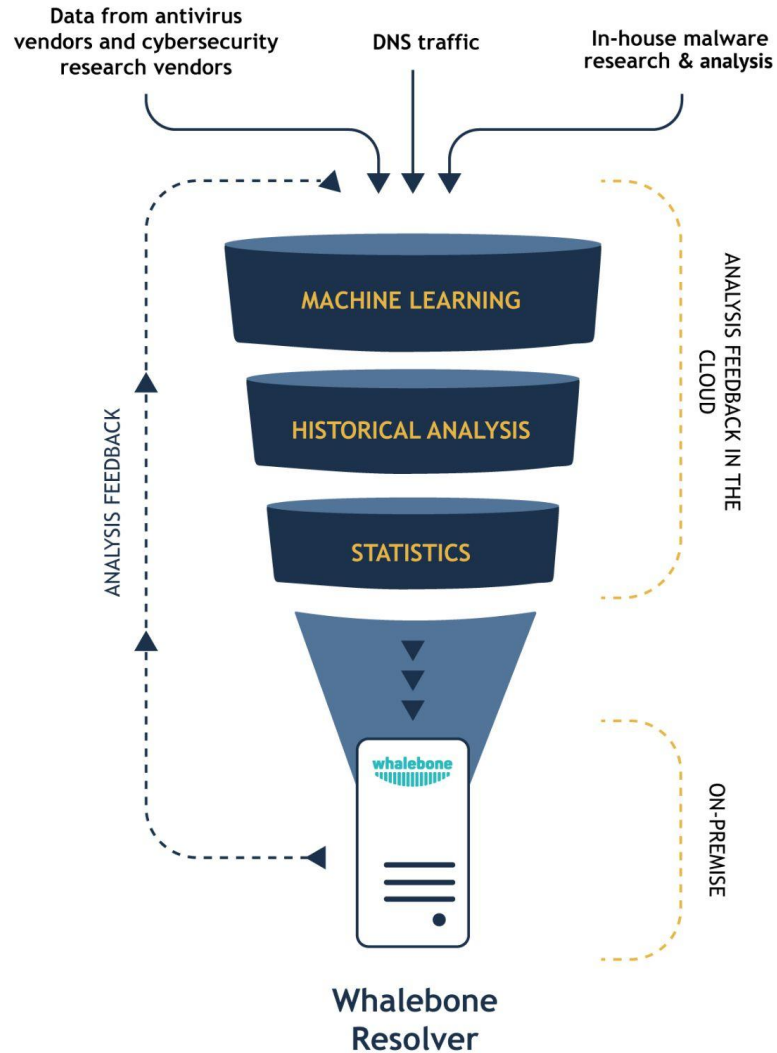 Data from antivirus
vendors and cybersecurity
research vendors
DNS traffic
In-house malware
research & analysis
MACHINE LEARNING
HISTORICAL ANALYSIS
STATISTICS
ANALYSIS FEEDBACK
ANALYSIS FEEDBACK IN THE
CLOUD
whalebone
ON-PREMISE
Whalebone
Resolver